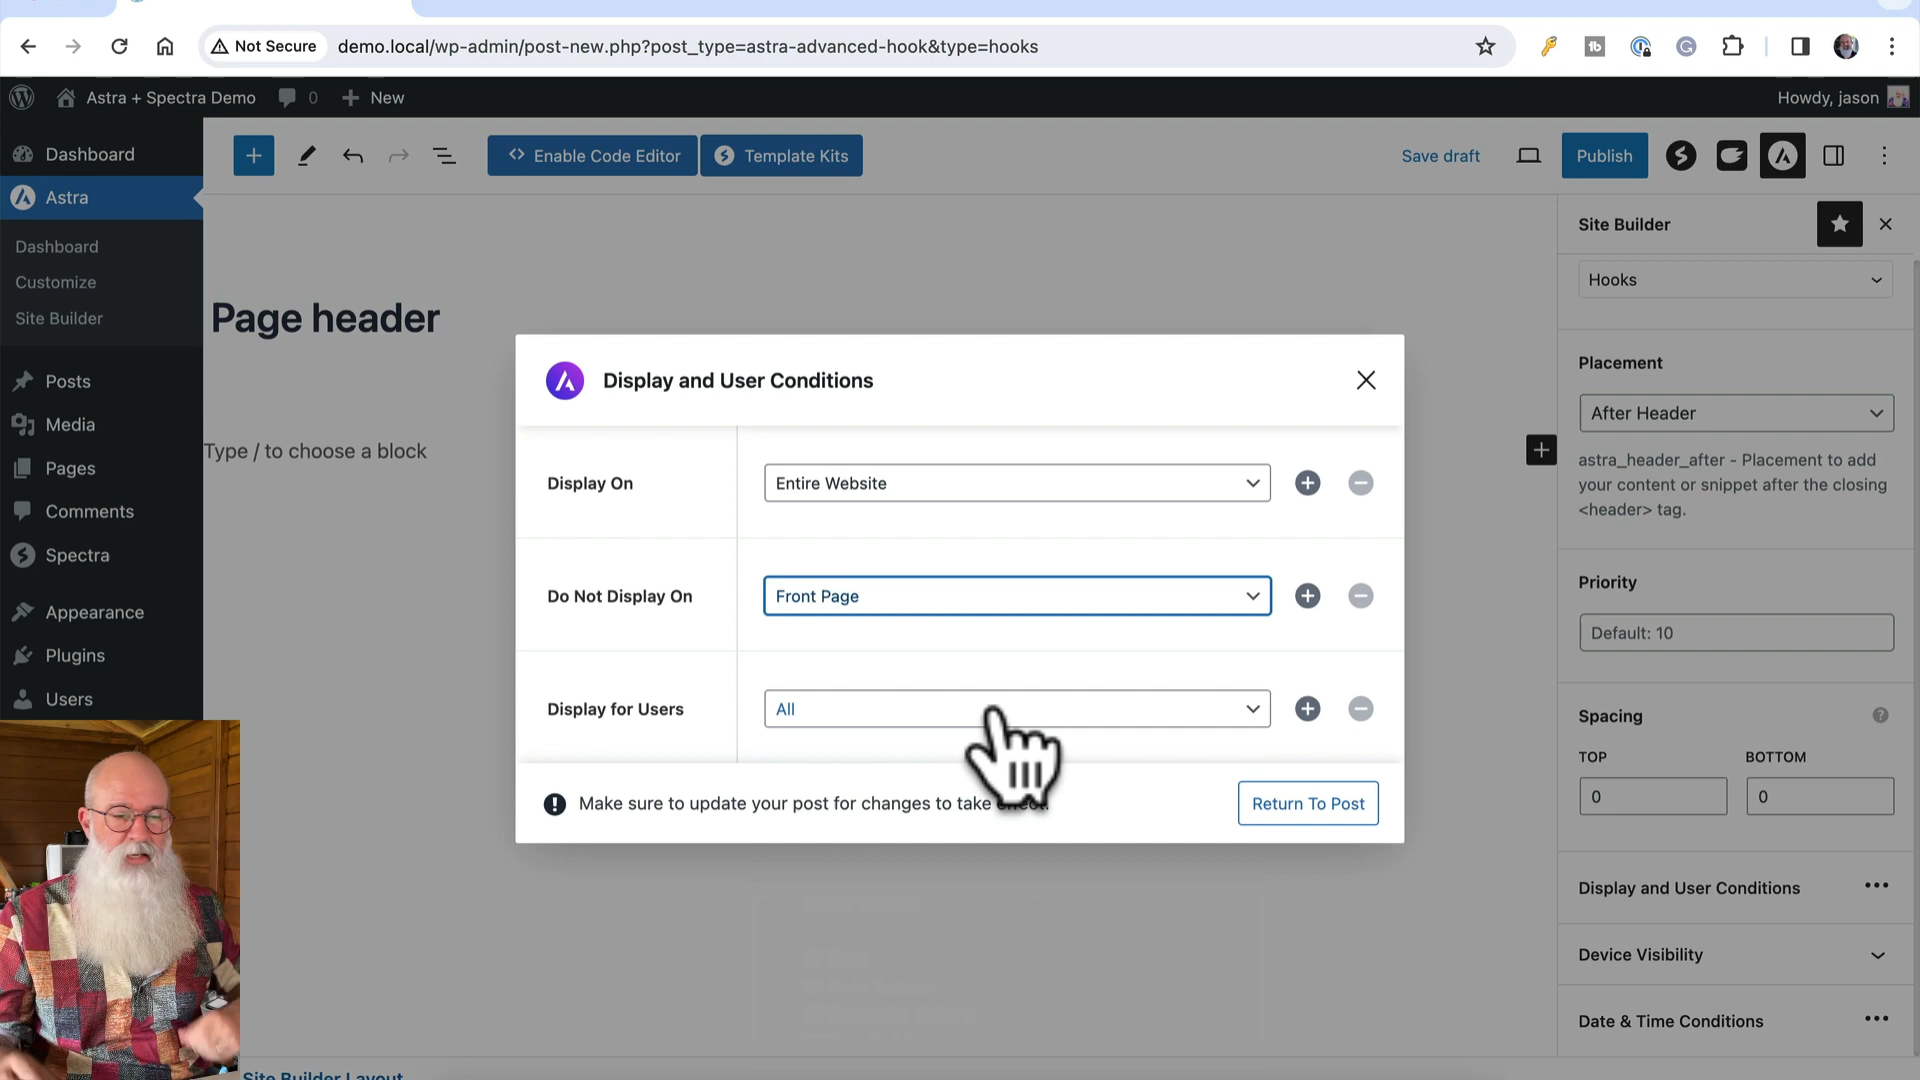 Not Secure
demo.local/wp-admin/post-new.php?post_type=astra-advanced-hook&type=hooks
Astra + Spectra Demo
0
New
Howdy, jason
Dashboard
Astra
Dashboard
Customize
Site Builder
Posts
Media
Pages
Comments
Spectra
Appearance
Plugins
Users
Enable Code Editor
Template Kits
Save draft
Publish
Page header
Type / to choose a block
Display and User Conditions
Display On
Entire Website
Do Not Display On
Front Page
Display for Users
All
Make sure to update your post for changes to take
Return To Post
Site Builder
Hooks
Placement
After Header
astra_header_after - Placement to add
your content or snippet after the closing
<header> tag.
Priority
Default: 10
Spacing
TOP
BOTTOM
0
0
Display and User Conditions
Device Visibility
Date & Time Conditions
Site Builder Layout